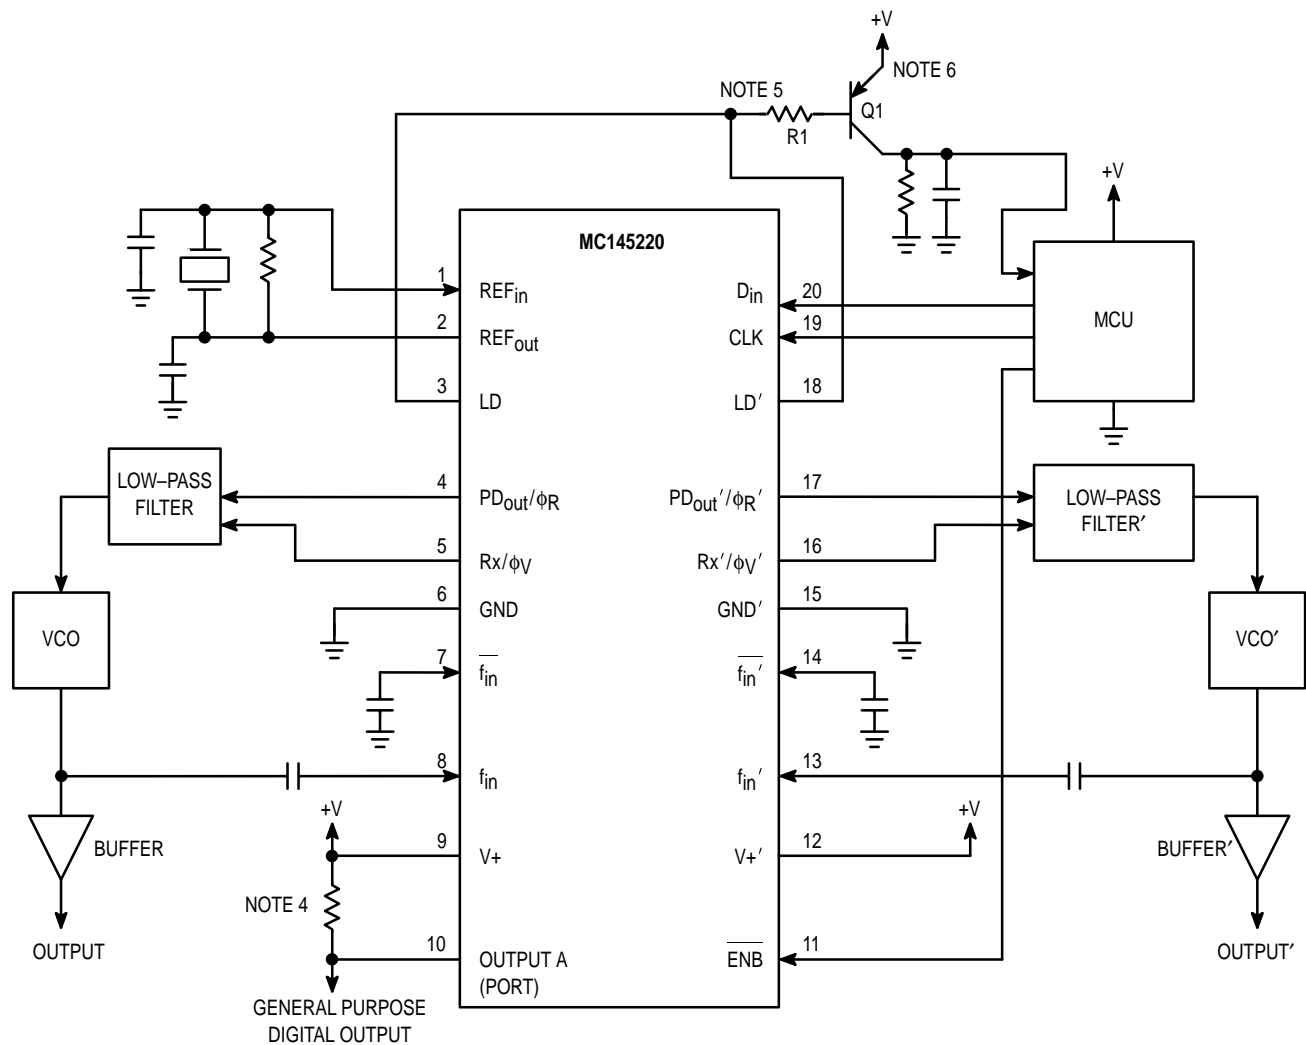 +V
NOTE 6
NOTE 5
Q1
R1
+V
MC145220
1
REFin
Din
20
MCU
2
REFout
CLK
19
3
LD
LD′
18
LOW–PASS
FILTER
4
PDout/ϕR
PDout′/ϕR′
17
LOW–PASS
FILTER′
5
Rx/ϕV
Rx′/ϕV′
16
6
GND
GND′
15
VCO
VCO′
7
f̅i̅n̅
f̅i̅n̅′
14
8
fin
fin′
13
+V
+V
BUFFER
9
V+
V+′
12
BUFFER′
NOTE 4
OUTPUT
10
OUTPUT A
(PORT)
E̅N̅B̅
11
OUTPUT′
GENERAL PURPOSE
DIGITAL OUTPUT